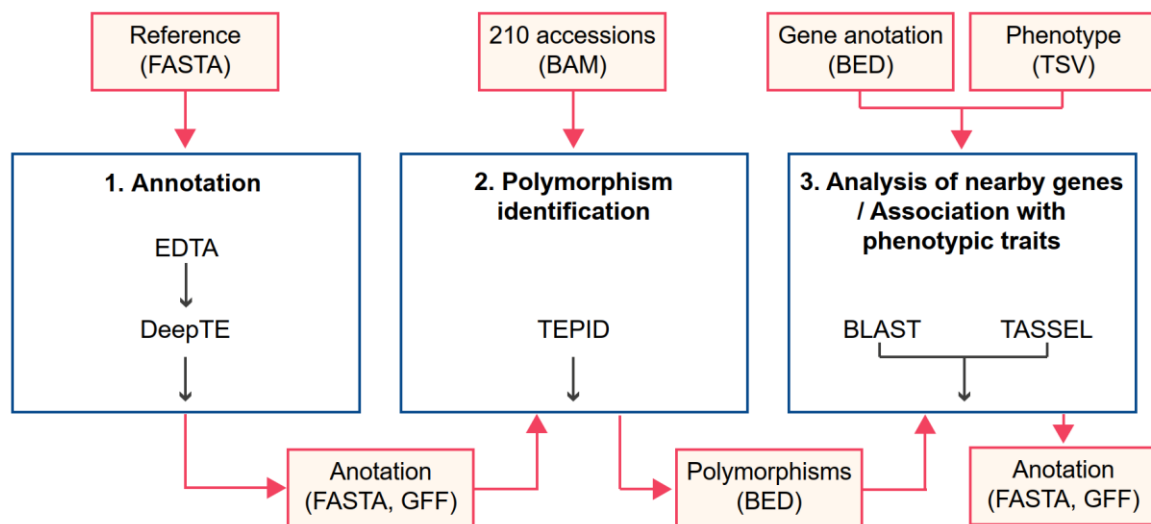 Reference
(FASTA)
210 accessions
(BAM)
Gene anotation
(BED)
Phenotype
(TSV)
1. Annotation
EDTA
DeepTE
2. Polymorphism
identification
TEPID
3. Analysis of nearby genes
/ Association with
phenotypic traits
BLAST
TASSEL
Anotation
(FASTA, GFF)
Polymorphisms
(BED)
Anotation
(FASTA, GFF)